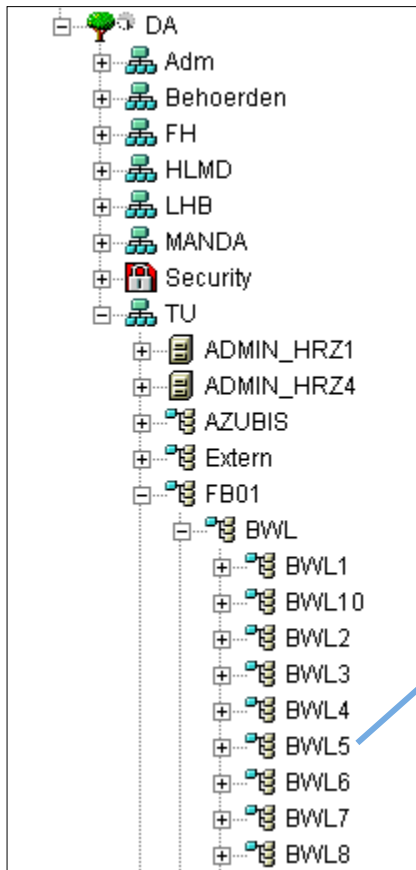 DA
Adm
Behoerden
FH
HLMD
LHB
MANDA
Security
TU
ADMIN_HRZ1
ADMIN_HRZ4
AZUBIS
Extern
FB01
BWL
BWL1
BWL10
BWL2
BWL3
BWL4
BWL5
BWL6
BWL7
BWL8